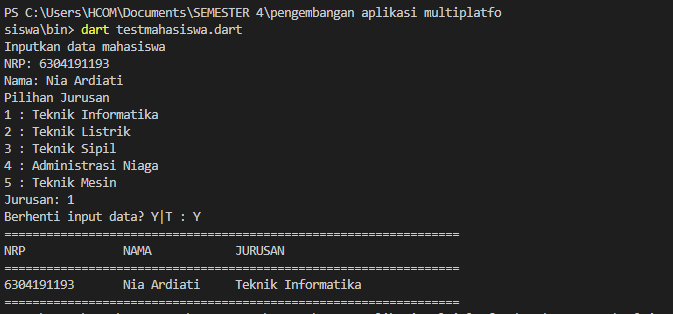 PS C:\Users\HCOM\Documents\SEMESTER 4\pengembangan aplikasi multiplatfo
siswa\bin> dart testmahasiswa.dart
Inputkan data mahasiswa
NRP: 6304191193
Nama: Nia Ardiati
Pilihan Jurusan
1 : Teknik Informatika
2 : Teknik Listrik
3 : Teknik Sipil
4 : Administrasi Niaga
5 : Teknik Mesin
Jurusan: 1
Berhenti input data? Y|T : Y
=================================================================
NRP NAMA JURUSAN
=================================================================
6304191193 Nia Ardiati Teknik Informatika
=================================================================